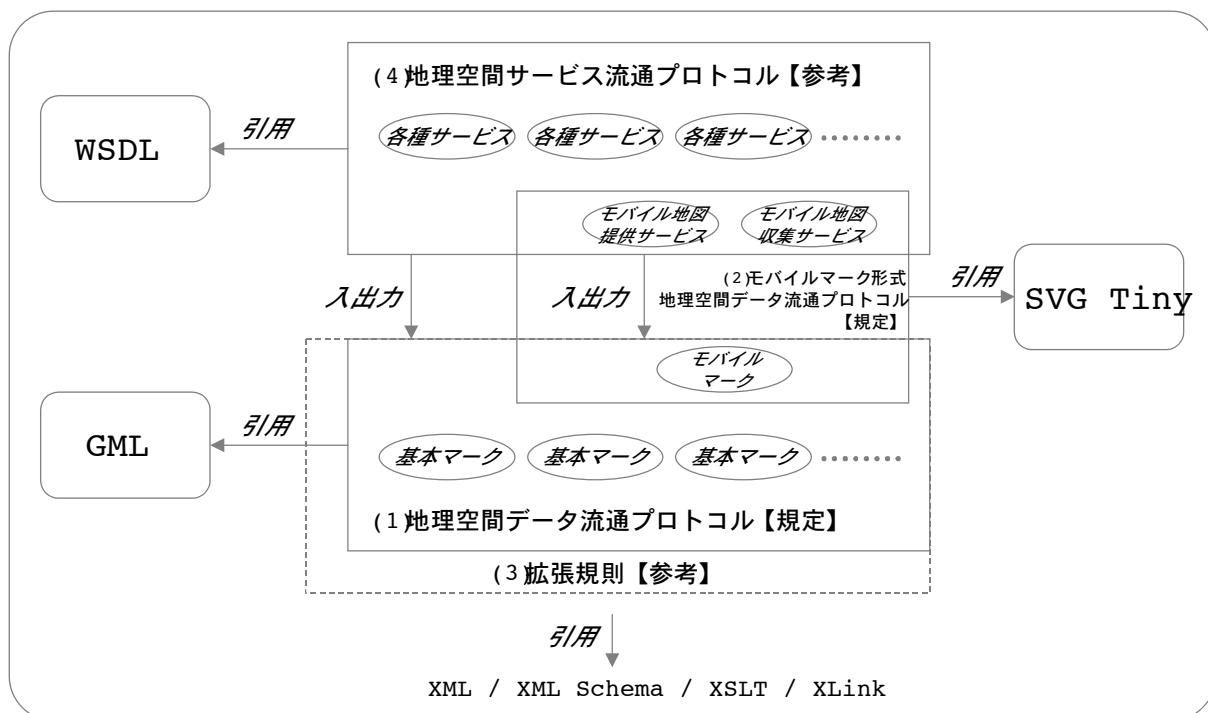 (4)地理空間サービス流通プロトコル【参考】
WSDL
引用
各種サービス 各種サービス 各種サービス ………
モバイル地図
提供サービス
モバイル地図
収集サービス
入出力
入出力
(2)モバイルマーク形式
地理空間データ流通プロトコル
【規定】
引用
SVG Tiny
モバイル
マーク
GML
引用
基本マーク 基本マーク 基本マーク ………
(1)地理空間データ流通プロトコル【規定】
(3)拡張規則【参考】
引用
XML / XML Schema / XSLT / XLink